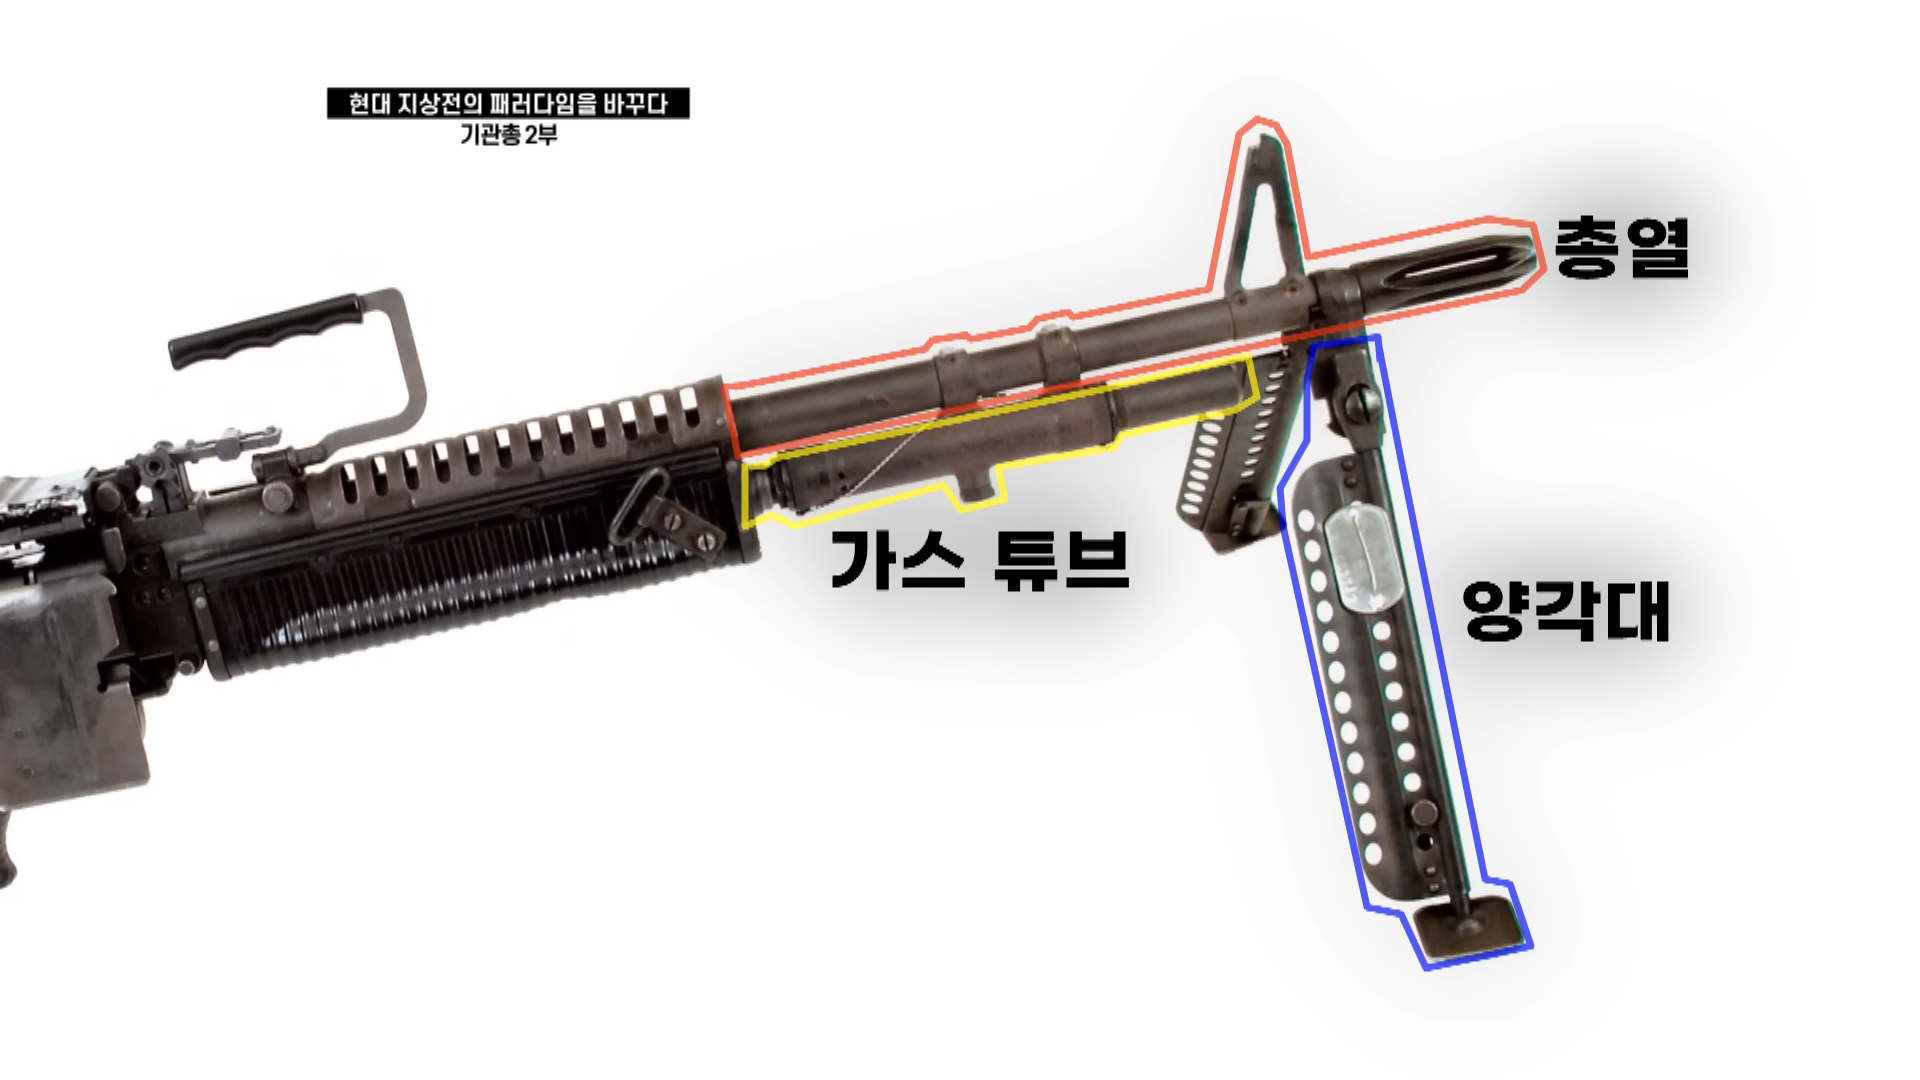 현대 지상전의 패러다임을 바꾸다
기관총 2부
총열
가스 튜브
양각대